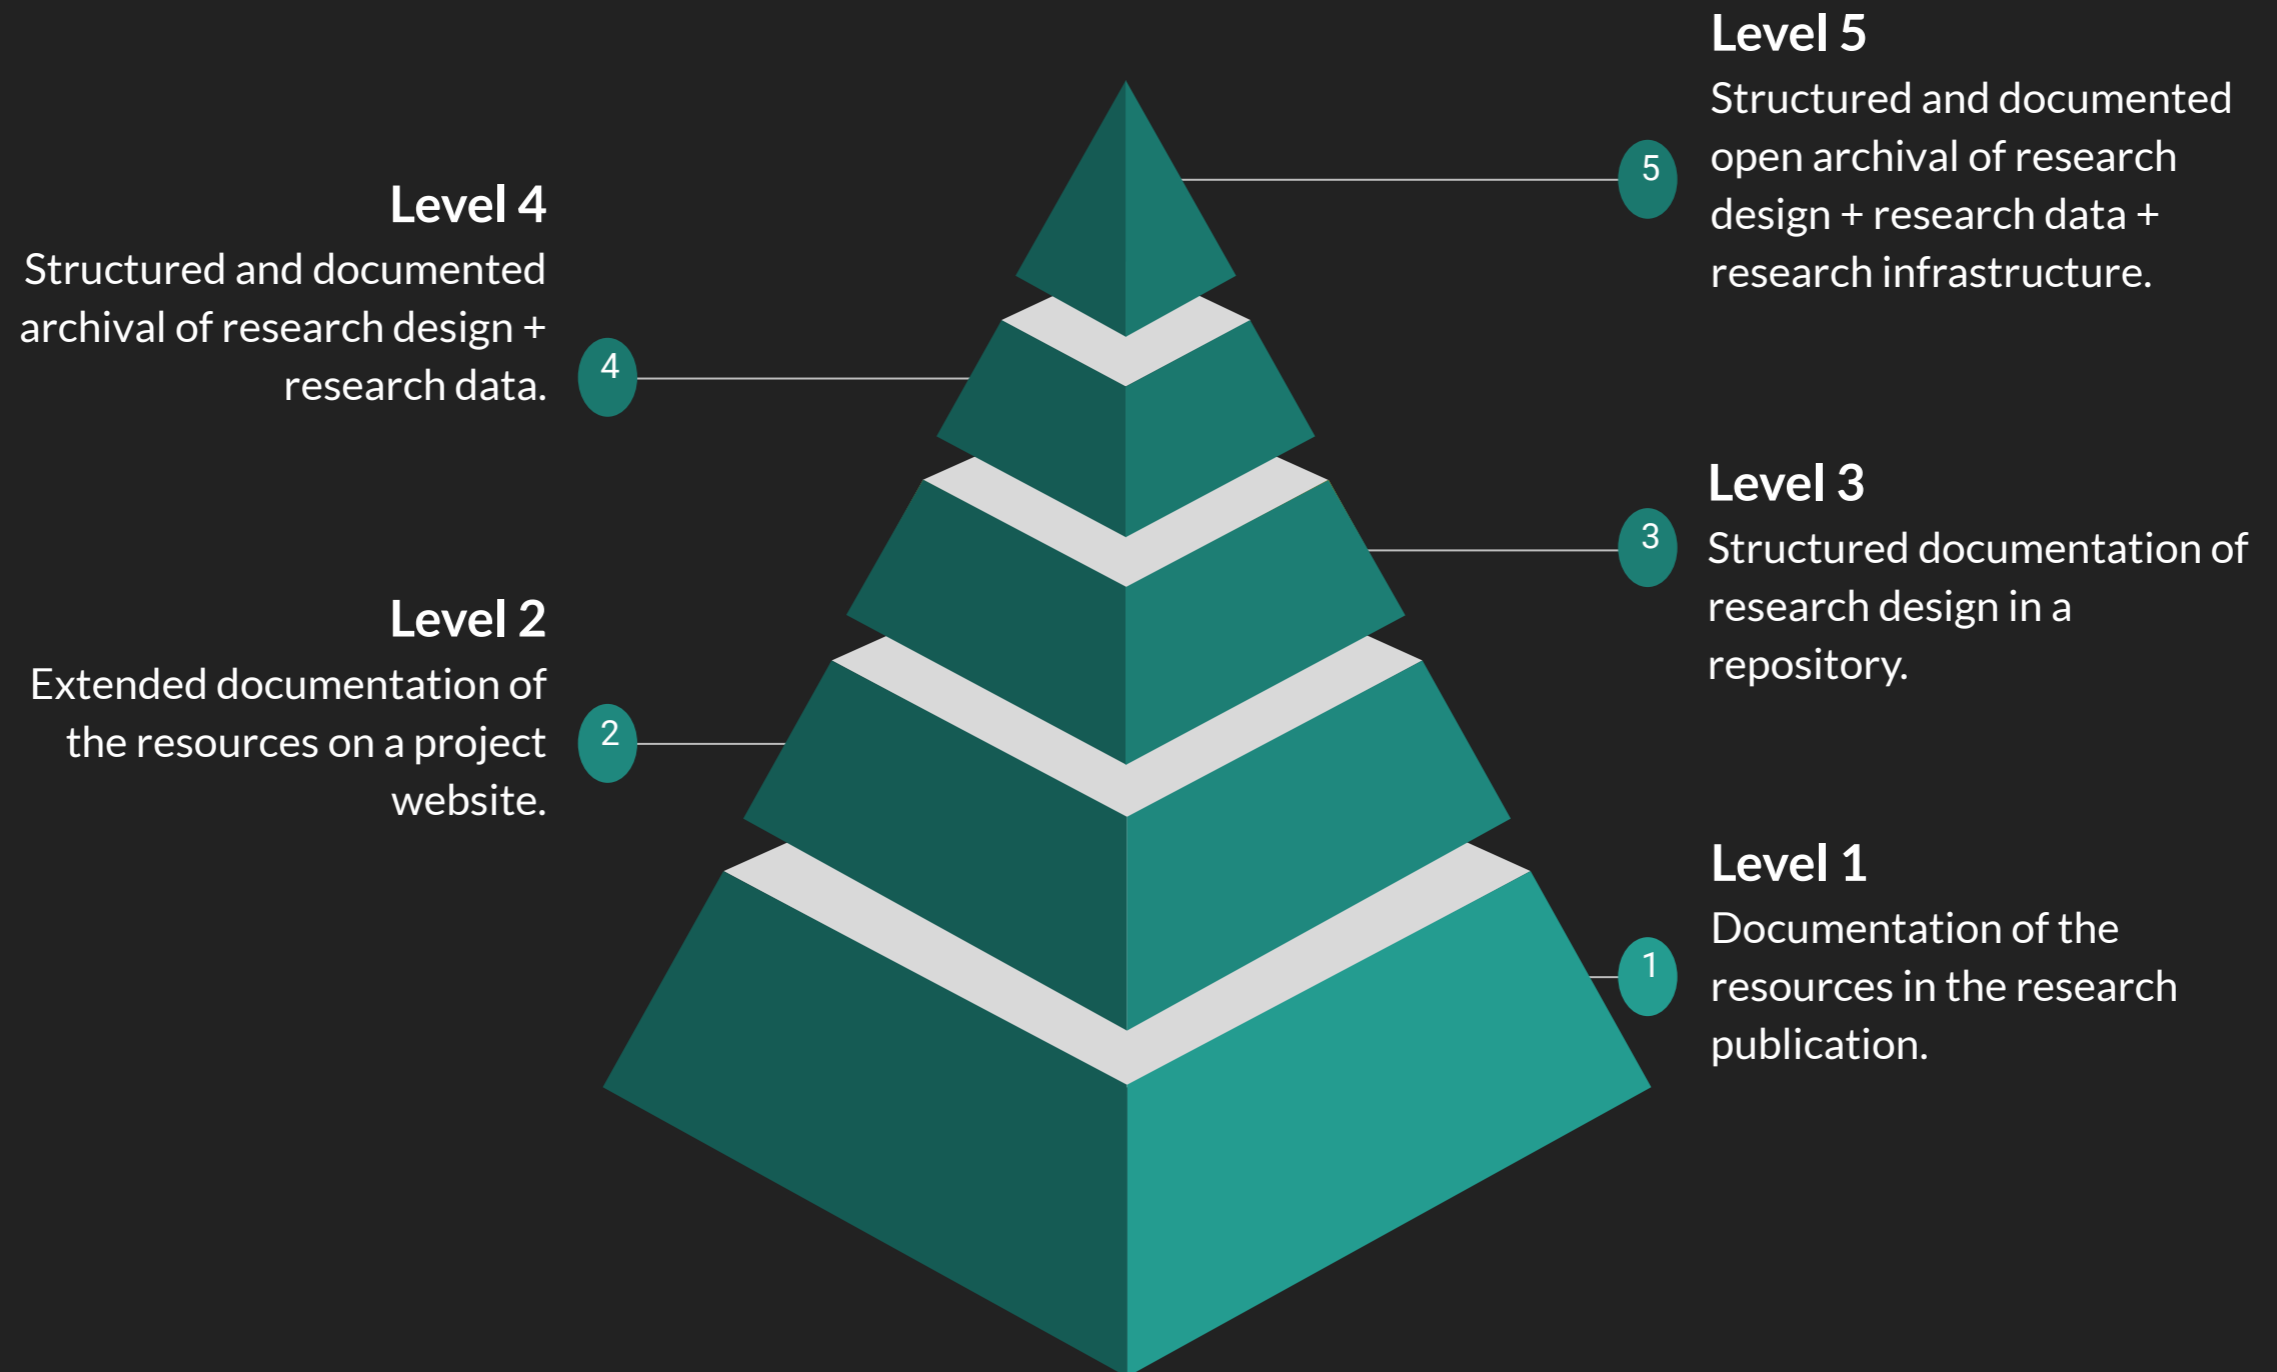 Level 5
Structured and documented
open archival of research
design + research data +
research infrastructure.
5
Level 4
Structured and documented
archival of research design +
research data.
4
Level 3
Structured documentation of
research design in a
repository.
3
Level 2
Extended documentation of
the resources on a project
website.
2
Level 1
Documentation of the
resources in the research
publication.
1